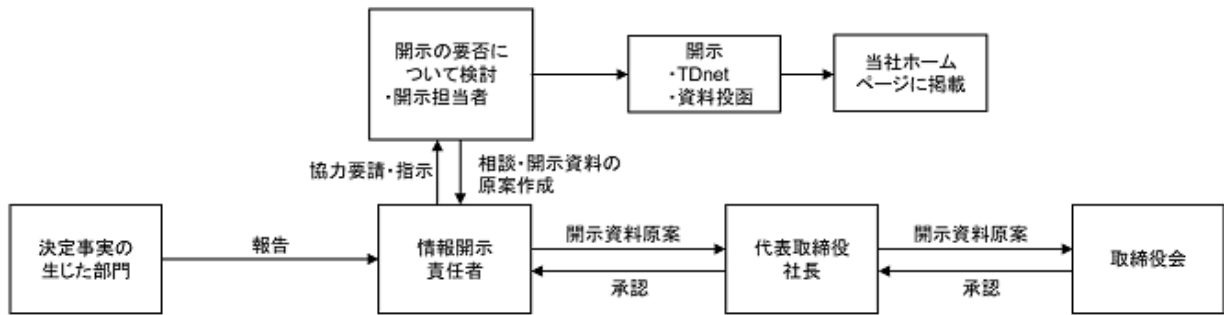 開示の要否に
ついて検討
・開示担当者
開示
・TDnet
・資料投函
当社ホーム
ページに掲載
協力要請・指示
相談・開示資料の
原案作成
決定事実の
生じた部門
報告
情報開示
責任者
開示資料原案
承認
代表取締役
社長
開示資料原案
承認
取締役会